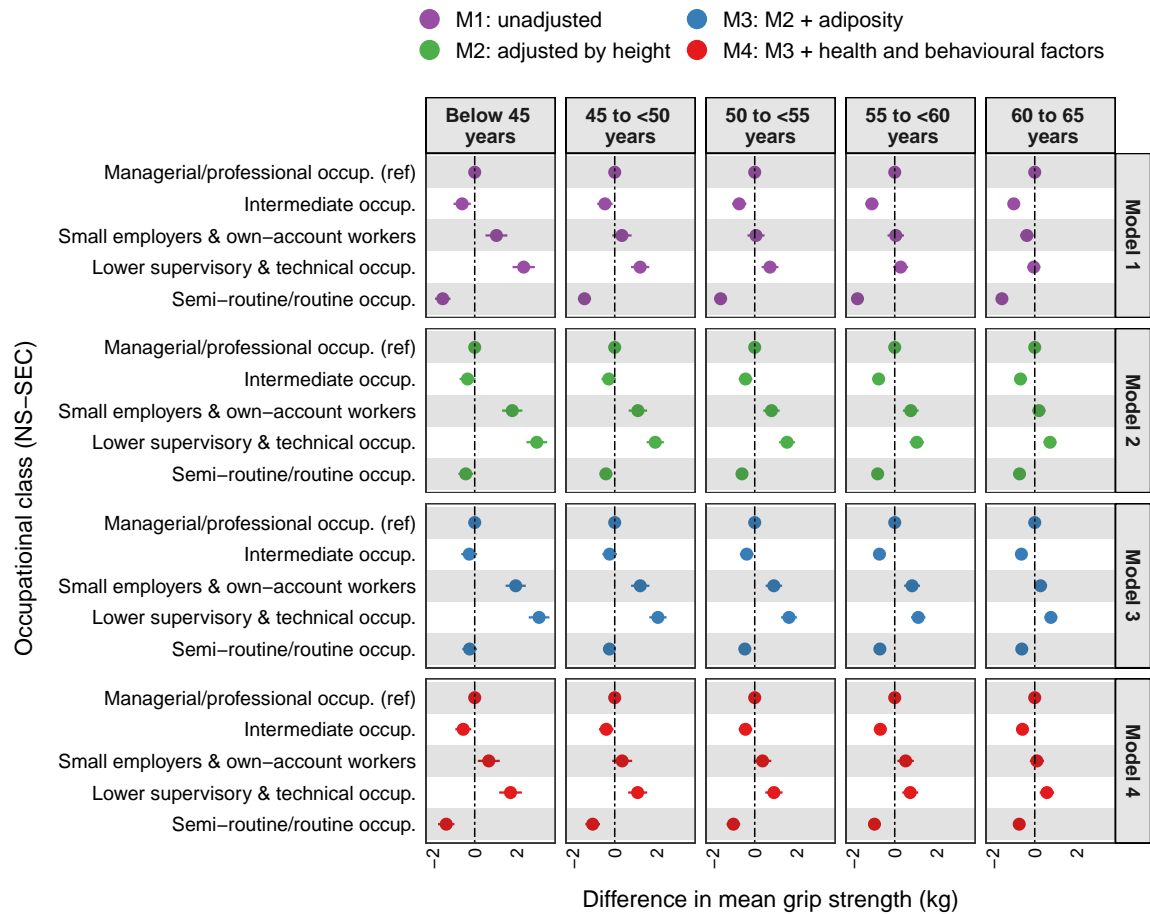 M1: unadjusted
M3: M2 + adiposity
M2: adjusted by height
M4: M3 + health and behavioural factors
Below 45
years
45 to <50
years
50 to <55
years
55 to <60
years
60 to 65
years
Occupatioinal class (NS−SEC)
Managerial/professional occup. (ref)
Intermediate occup.
Small employers & own−account workers
Lower supervisory & technical occup.
Semi−routine/routine occup.
Model 1
Managerial/professional occup. (ref)
Intermediate occup.
Small employers & own−account workers
Lower supervisory & technical occup.
Semi−routine/routine occup.
Model 2
Managerial/professional occup. (ref)
Intermediate occup.
Small employers & own−account workers
Lower supervisory & technical occup.
Semi−routine/routine occup.
Model 3
Managerial/professional occup. (ref)
Intermediate occup.
Small employers & own−account workers
Lower supervisory & technical occup.
Semi−routine/routine occup.
Model 4
−2 0 2 −2 0 2 −2 0 2 −2 0 2 −2 0 2
Difference in mean grip strength (kg)